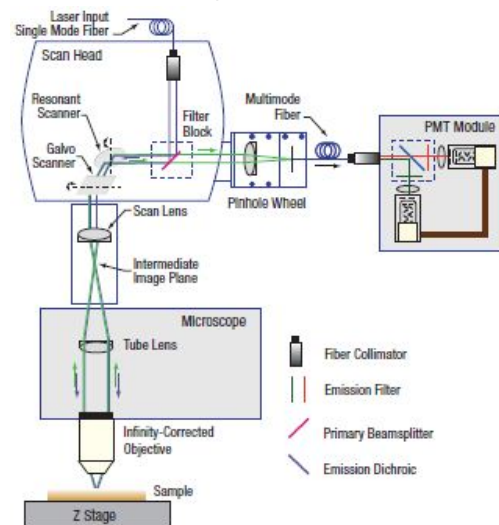 Laser Input
Single Mode Fiber
Scan Head
Resonant
Scanner
Filter
Block
Multimode
Fiber
PMT Module
Galvo
Scanner
Pinhole Wheel
Scan Lens
Intermediate
Image Plane
Microscope
Tube Lens
Fiber Collimator
Emission Filter
Infinity-Corrected
Objective
Primary Beamsplitter
Sample
Emission Dichroic
Z Stage